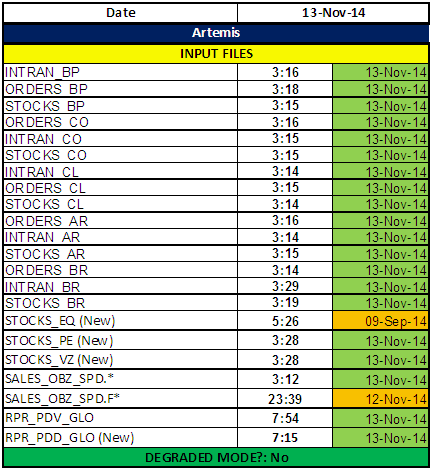 Date 13-Nov-14
Artemis
INPUT FILES
INTRAN_BP 3:16 13-Nov-14
ORDERS_BP 3:18 13-Nov-14
STOCKS_BP 3:15 13-Nov-14
ORDERS_CO 3:16 13-Nov-14
INTRAN_CO 3:15 13-Nov-14
STOCKS_CO 3:15 13-Nov-14
INTRAN_CL 3:14 13-Nov-14
ORDERS_CL 3:15 13-Nov-14
STOCKS_CL 3:14 13-Nov-14
ORDERS_AR 3:16 13-Nov-14
INTRAN_AR 3:14 13-Nov-14
STOCKS_AR 3:15 13-Nov-14
ORDERS_BR 3:14 13-Nov-14
INTRAN_BR 3:29 13-Nov-14
STOCKS_BR 3:19 13-Nov-14
STOCKS_EQ (New) 5:26 09-Sep-14
STOCKS_PE (New) 3:28 13-Nov-14
STOCKS_VZ (New) 3:28 13-Nov-14
SALES_OBZ_SPD.* 3:12 13-Nov-14
SALES_OBZ_SPD.F* 23:39 12-Nov-14
RPR_PDV_GLO 7:54 13-Nov-14
RPR_PDD_GLO (New) 7:15 13-Nov-14
DEGRADED MODE?: No